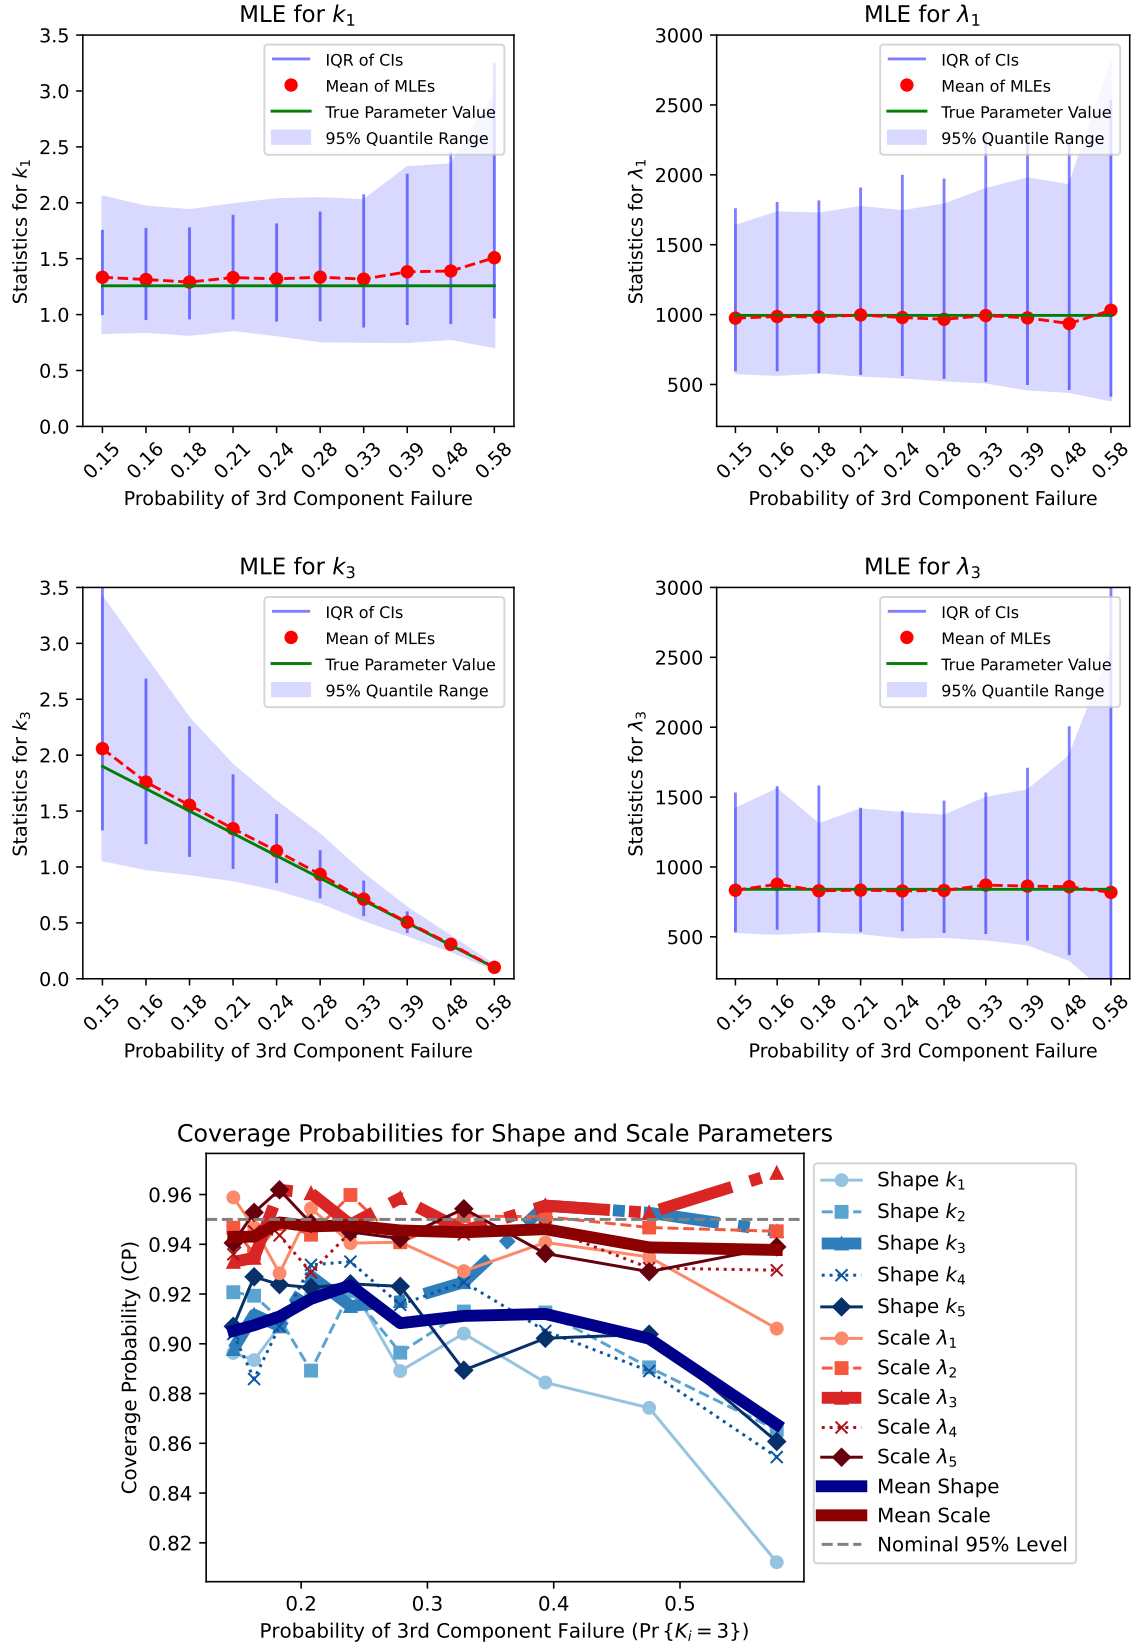 MLE for k₁
3.5
3.0
2.5
2.0
1.5
1.0
0.5
0.0
Statistics for k₁
IQR of CIs
Mean of MLEs
True Parameter Value
95% Quantile Range
0.15 0.16 0.18 0.21 0.24 0.28 0.33 0.39 0.48 0.58
Probability of 3rd Component Failure
MLE for λ₁
3000
2500
2000
1500
1000
500
Statistics for λ₁
IQR of CIs
Mean of MLEs
True Parameter Value
95% Quantile Range
0.15 0.16 0.18 0.21 0.24 0.28 0.33 0.39 0.48 0.58
Probability of 3rd Component Failure
MLE for k₃
3.5
3.0
2.5
2.0
1.5
1.0
0.5
0.0
Statistics for k₃
IQR of CIs
Mean of MLEs
True Parameter Value
95% Quantile Range
0.15 0.16 0.18 0.21 0.24 0.28 0.33 0.39 0.48 0.58
Probability of 3rd Component Failure
MLE for λ₃
3000
2500
2000
1500
1000
500
Statistics for λ₃
IQR of CIs
Mean of MLEs
True Parameter Value
95% Quantile Range
0.15 0.16 0.18 0.21 0.24 0.28 0.33 0.39 0.48 0.58
Probability of 3rd Component Failure
Coverage Probabilities for Shape and Scale Parameters
0.96
0.94
0.92
0.90
0.88
0.86
0.84
0.82
Coverage Probability (CP)
0.2 0.3 0.4 0.5
Probability of 3rd Component Failure (Pr{Kᵢ = 3})
Shape k₁
Shape k₂
Shape k₃
Shape k₄
Shape k₅
Scale λ₁
Scale λ₂
Scale λ₃
Scale λ₄
Scale λ₅
Mean Shape
Mean Scale
Nominal 95% Level